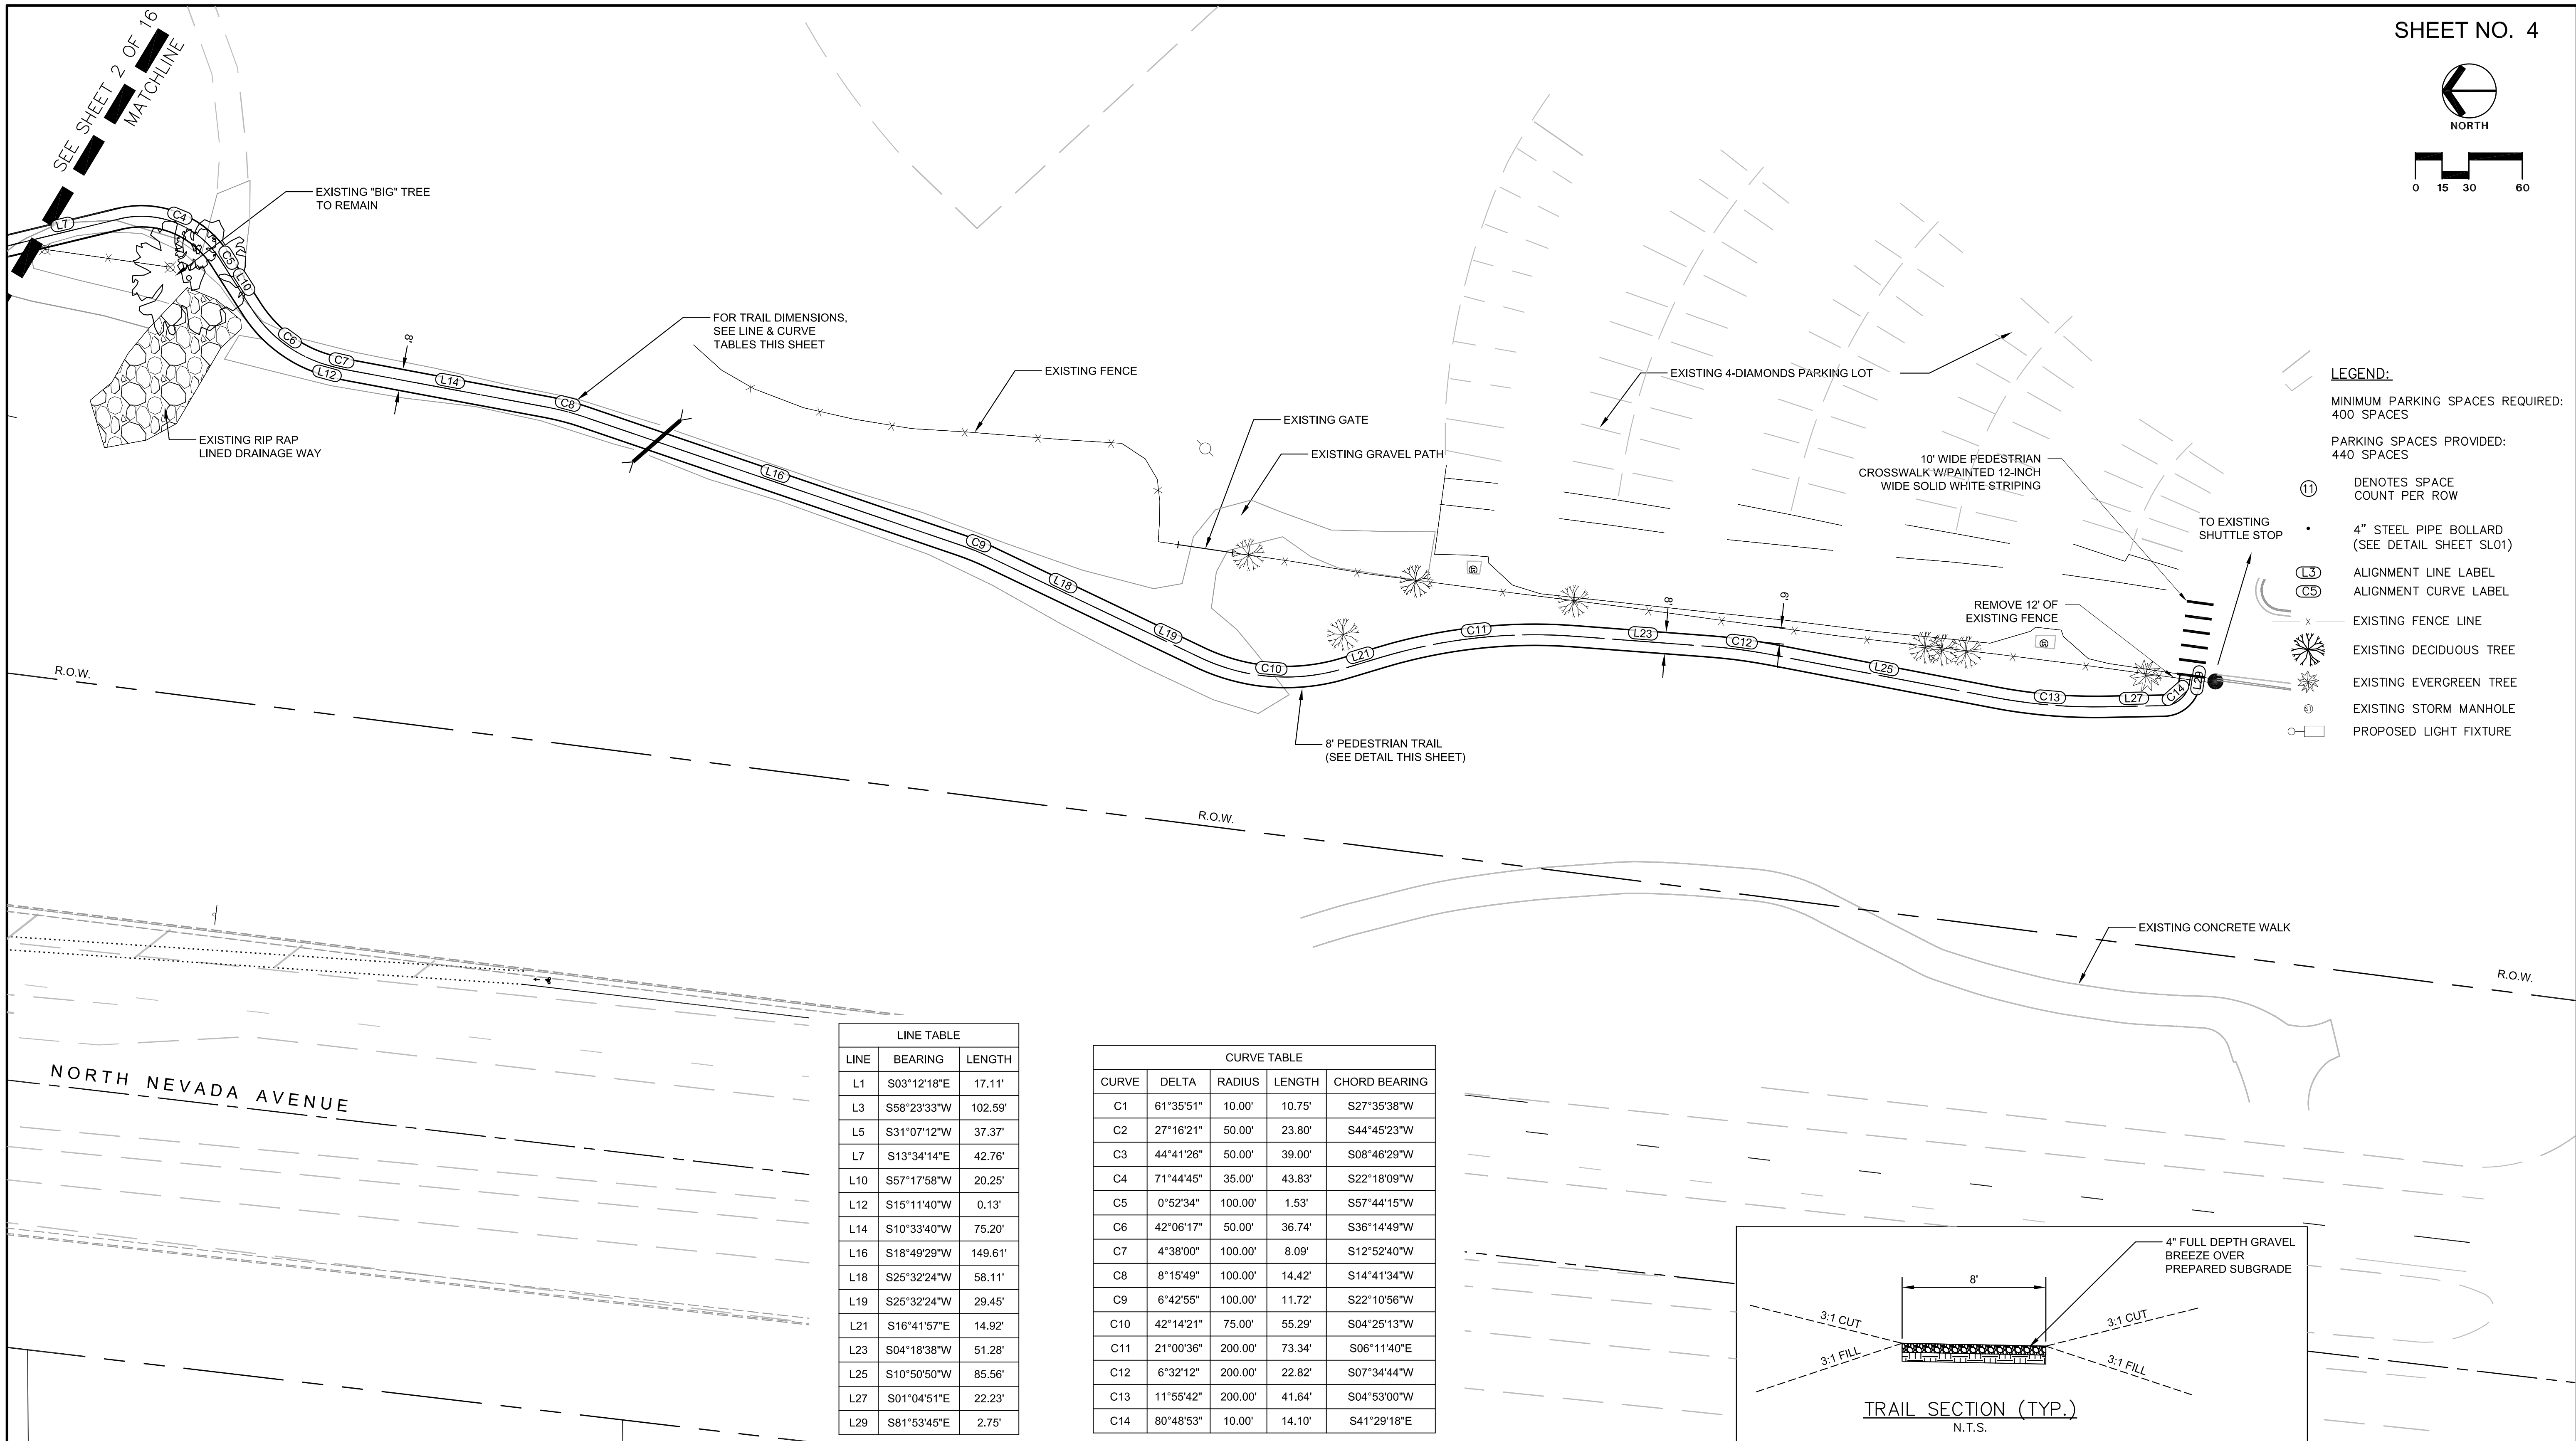 SHEET NO. 4
SEE SHEET 2 OF 16
MATCHLINE
NORTH
0 15 30 60
EXISTING "BIG" TREE
TO REMAIN
L7
C4
C5
L10
C6
C7
L12
8'
L14
C8
FOR TRAIL DIMENSIONS,
SEE LINE & CURVE
TABLES THIS SHEET
EXISTING FENCE
EXISTING RIP RAP
LINED DRAINAGE WAY
L16
C9
L18
L19
C10
L21
C11
L23
C12
L25
C13
L27
C14
L29
8'
6'
EXISTING GATE
EXISTING GRAVEL PATH
EXISTING 4-DIAMONDS PARKING LOT
10' WIDE PEDESTRIAN
CROSSWALK W/PAINTED 12-INCH
WIDE SOLID WHITE STRIPING
TO EXISTING
SHUTTLE STOP
REMOVE 12' OF
EXISTING FENCE
8' PEDESTRIAN TRAIL
(SEE DETAIL THIS SHEET)
ST
ST
LEGEND:
MINIMUM PARKING SPACES REQUIRED:
400 SPACES
PARKING SPACES PROVIDED:
440 SPACES
11 DENOTES SPACE
COUNT PER ROW
4" STEEL PIPE BOLLARD
(SEE DETAIL SHEET SL01)
L3 ALIGNMENT LINE LABEL
C5 ALIGNMENT CURVE LABEL
X EXISTING FENCE LINE
EXISTING DECIDUOUS TREE
EXISTING EVERGREEN TREE
ST EXISTING STORM MANHOLE
PROPOSED LIGHT FIXTURE
R.O.W.
R.O.W.
R.O.W.
EXISTING CONCRETE WALK
NORTH NEVADA AVENUE
LINE TABLE
LINE BEARING LENGTH
L1 S03°12'18"E 17.11'
L3 S58°23'33"W 102.59'
L5 S31°07'12"W 37.37'
L7 S13°34'14"E 42.76'
L10 S57°17'58"W 20.25'
L12 S15°11'40"W 0.13'
L14 S10°33'40"W 75.20'
L16 S18°49'29"W 149.61'
L18 S25°32'24"W 58.11'
L19 S25°32'24"W 29.45'
L21 S16°41'57"E 14.92'
L23 S04°18'38"W 51.28'
L25 S10°50'50"W 85.56'
L27 S01°04'51"E 22.23'
L29 S81°53'45"E 2.75'
CURVE TABLE
CURVE DELTA RADIUS LENGTH CHORD BEARING
C1 61°35'51" 10.00' 10.75' S27°35'38"W
C2 27°16'21" 50.00' 23.80' S44°45'23"W
C3 44°41'26" 50.00' 39.00' S08°46'29"W
C4 71°44'45" 35.00' 43.83' S22°18'09"W
C5 0°52'34" 100.00' 1.53' S57°44'15"W
C6 42°06'17" 50.00' 36.74' S36°14'49"W
C7 4°38'00" 100.00' 8.09' S12°52'40"W
C8 8°15'49" 100.00' 14.42' S14°41'34"W
C9 6°42'55" 100.00' 11.72' S22°10'56"W
C10 42°14'21" 75.00' 55.29' S04°25'13"W
C11 21°00'36" 200.00' 73.34' S06°11'40"E
C12 6°32'12" 200.00' 22.82' S07°34'44"W
C13 11°55'42" 200.00' 41.64' S04°53'00"W
C14 80°48'53" 10.00' 14.10' S41°29'18"E
4" FULL DEPTH GRAVEL
BREEZE OVER
PREPARED SUBGRADE
8'
3:1 CUT
3:1 CUT
3:1 FILL
3:1 FILL
TRAIL SECTION (TYP.)
N.T.S.